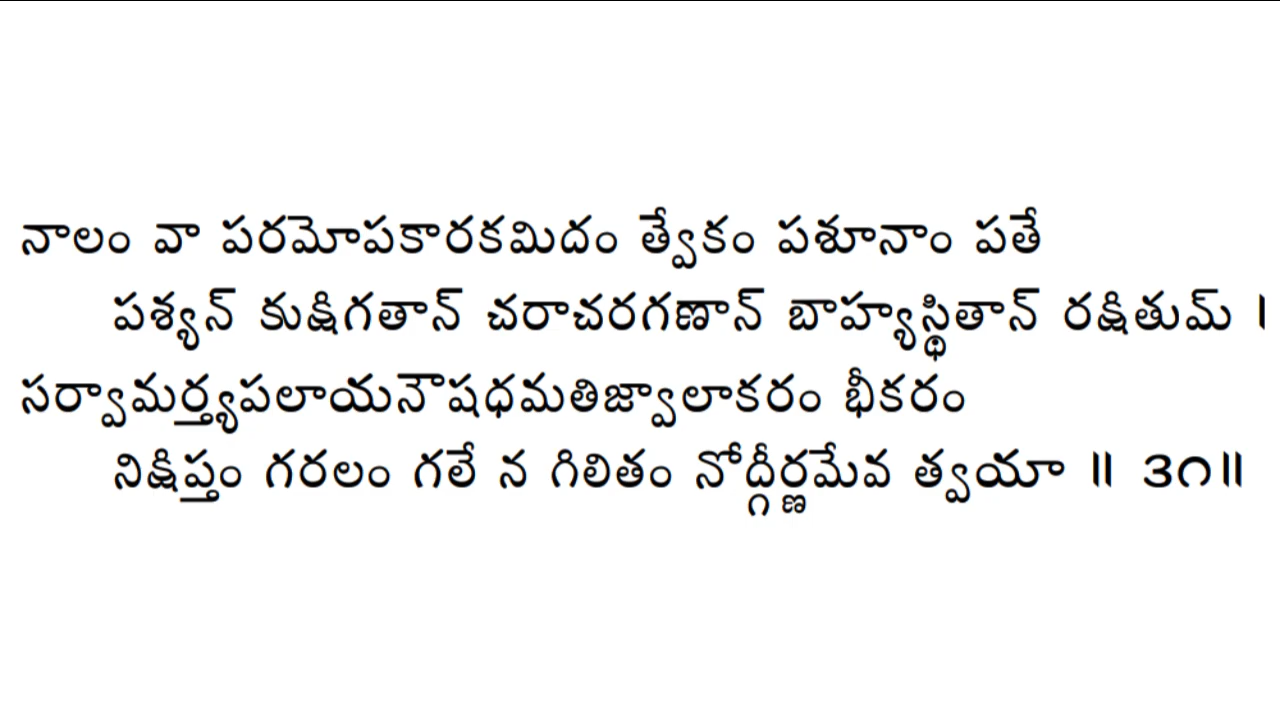 నాలం వా పరమోపకారకమిదం త్వేకం పశూనాం పతే
పశ్యన్ కుక్షిగతాన్ చరాచరగణాన్ బాహ్యస్థితాన్ రక్షితుమ్ ।
సర్వామర్త్యపలాయనౌషధమతిజ్వాలాకరం భీకరం
నిక్షిప్తం గరలం గలే న గిలితం నోద్గీర్ణమేవ త్వయా ॥ ౩౧॥